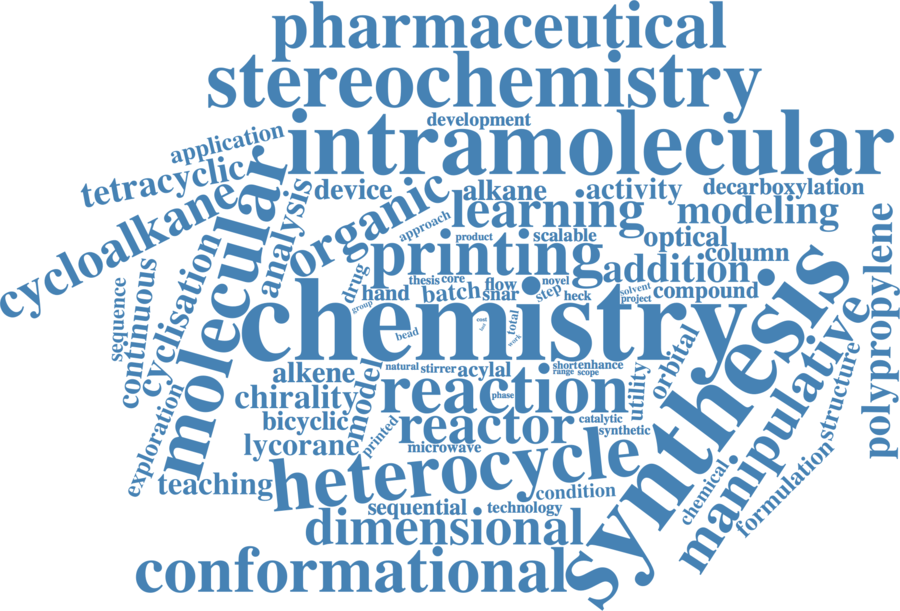 pharmaceutical
stereochemistry
development
intramolecular
application
tetracyclic
cycloalkane
molecular
analysis
device
organic
alkane
activity
decarboxylation
learning
modeling
approach
product
scalable
optical
column
printing
addition
drug
thesis
core
flow
novel
hand
batch
snar
step
heck
solvent
project
compound
group
chemistry
bead
cost
total
work
synthesis
polypropylene
manipulative
structure
formulation
chemical
orbital
utility
sequence
continuous
cyclisation
exploration
alkene
chirality
bicyclic
lycorane
model
printed
natural
stirrer
acylal
short
enhance
range
scope
reaction
phase
reactor
catalytic
synthetic
microwave
teaching
heterocycle
condition
sequential
technology
dimensional
conformational